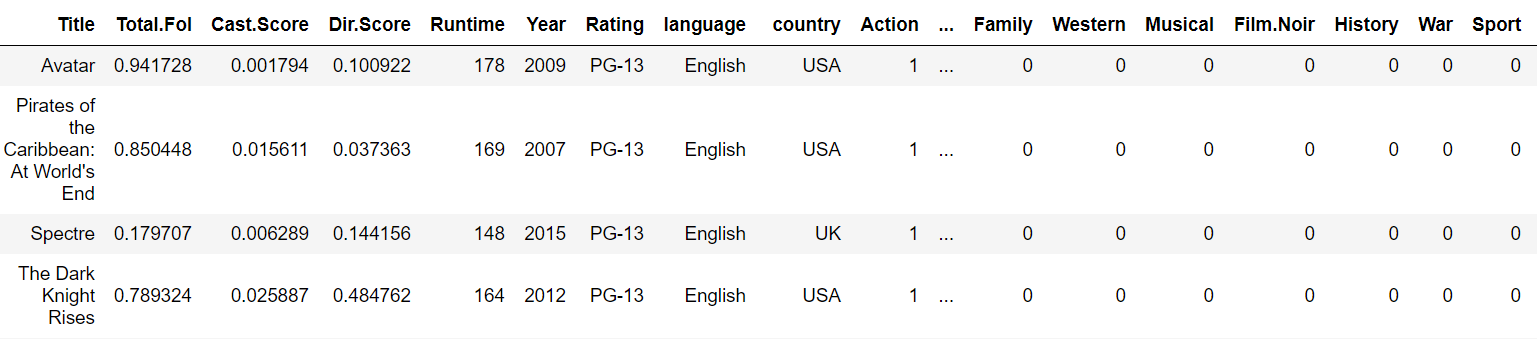 Title Total.Fol Cast.Score Dir.Score Runtime Year Rating language country Action ... Family Western Musical Film.Noir History War Sport
Avatar 0.941728 0.001794 0.100922 178 2009 PG-13 English USA 1 ... 0 0 0 0 0 0 0
Pirates of
the
Caribbean: 0.850448 0.015611 0.037363 169 2007 PG-13 English USA 1 ... 0 0 0 0 0 0 0
At World's
End
Spectre 0.179707 0.006289 0.144156 148 2015 PG-13 English UK 1 ... 0 0 0 0 0 0 0
The Dark
Knight 0.789324 0.025887 0.484762 164 2012 PG-13 English USA 1 ... 0 0 0 0 0 0 0
Rises